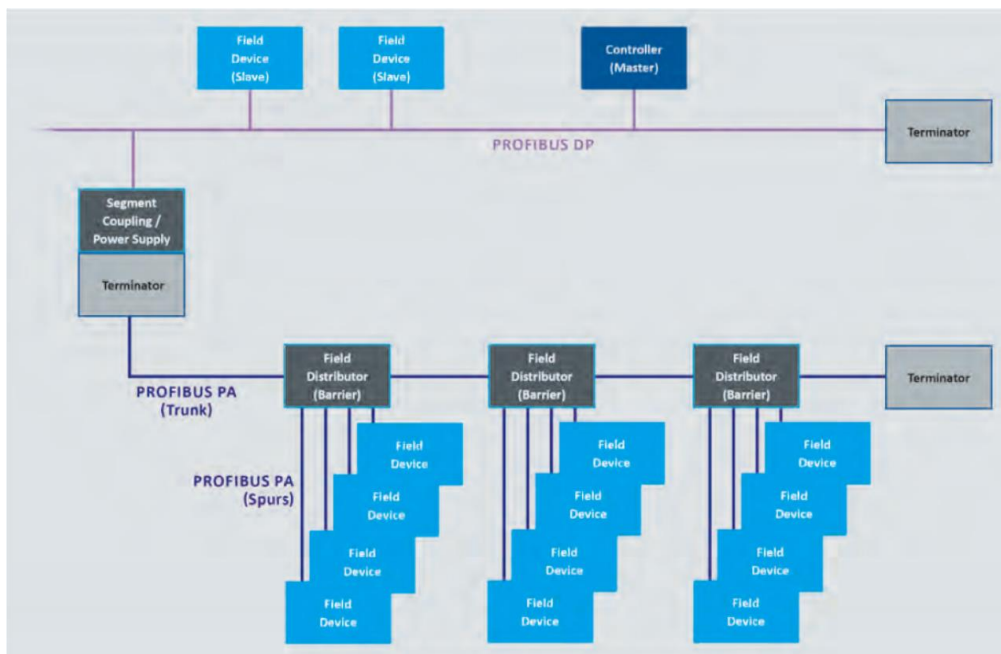 Field
Device
(Slave)
Field
Device
(Slave)
Controller
(Master)
Terminator
PROFIBUS DP
Segment
Coupling /
Power Supply
Terminator
Field
Distributor
(Barrier)
Field
Distributor
(Barrier)
Field
Distributor
(Barrier)
Terminator
PROFIBUS PA
(Trunk)
PROFIBUS PA
(Spurs)
Field
Device
Field
Device
Field
Device
Field
Device
Field
Device
Field
Device
Field
Device
Field
Device
Field
Device
Field
Device
Field
Device
Field
Device